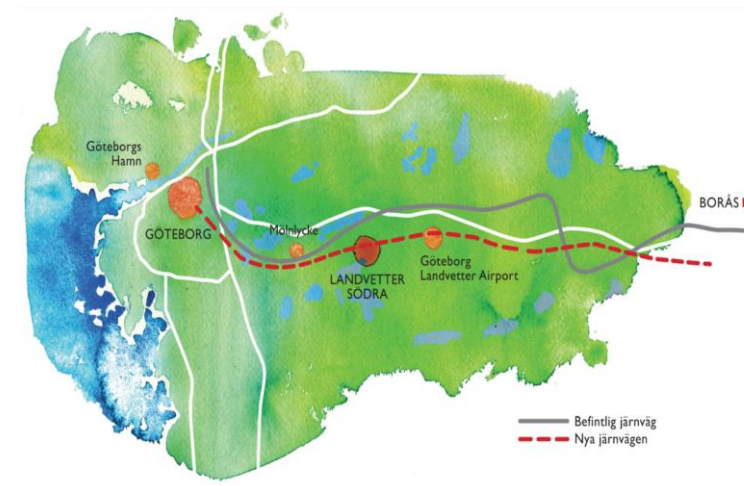 Göteborgs
Hamn
BORÅS
GÖTEBORG
Mölnlycke
LANDVETTER
SÖDRA
Göteborg
Landvetter Airport
Befintlig järnväg
Nya järnvägen